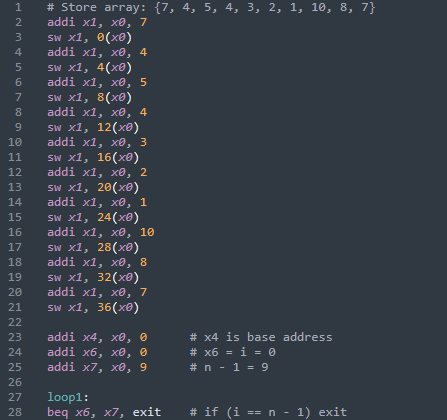 1 # Store array: {7, 4, 5, 4, 3, 2, 1, 10, 8, 7}
2 addi x1, x0, 7
3 sw x1, 0(x0)
4 addi x1, x0, 4
5 sw x1, 4(x0)
6 addi x1, x0, 5
7 sw x1, 8(x0)
8 addi x1, x0, 4
9 sw x1, 12(x0)
10 addi x1, x0, 3
11 sw x1, 16(x0)
12 addi x1, x0, 2
13 sw x1, 20(x0)
14 addi x1, x0, 1
15 sw x1, 24(x0)
16 addi x1, x0, 10
17 sw x1, 28(x0)
18 addi x1, x0, 8
19 sw x1, 32(x0)
20 addi x1, x0, 7
21 sw x1, 36(x0)
22
23 addi x4, x0, 0 # x4 is base address
24 addi x6, x0, 0 # x6 = i = 0
25 addi x7, x0, 9 # n - 1 = 9
26
27 loop1:
28 beq x6, x7, exit # if (i == n - 1) exit